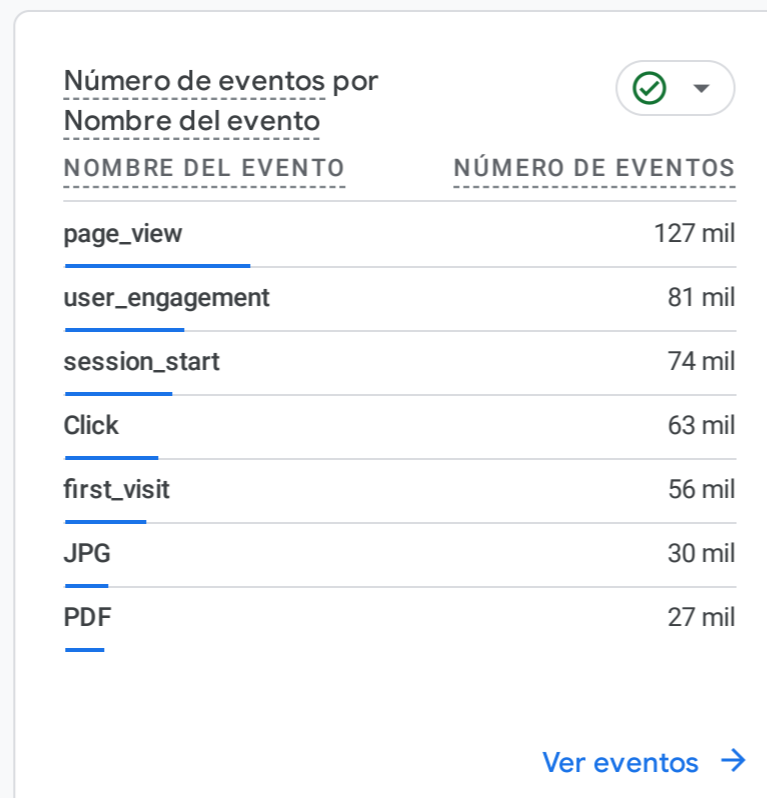 Número de eventos por
Nombre del evento
NOMBRE DEL EVENTO NÚMERO DE EVENTOS
page_view 127 mil
user_engagement 81 mil
session_start 74 mil
Click 63 mil
first_visit 56 mil
JPG 30 mil
PDF 27 mil
Ver eventos